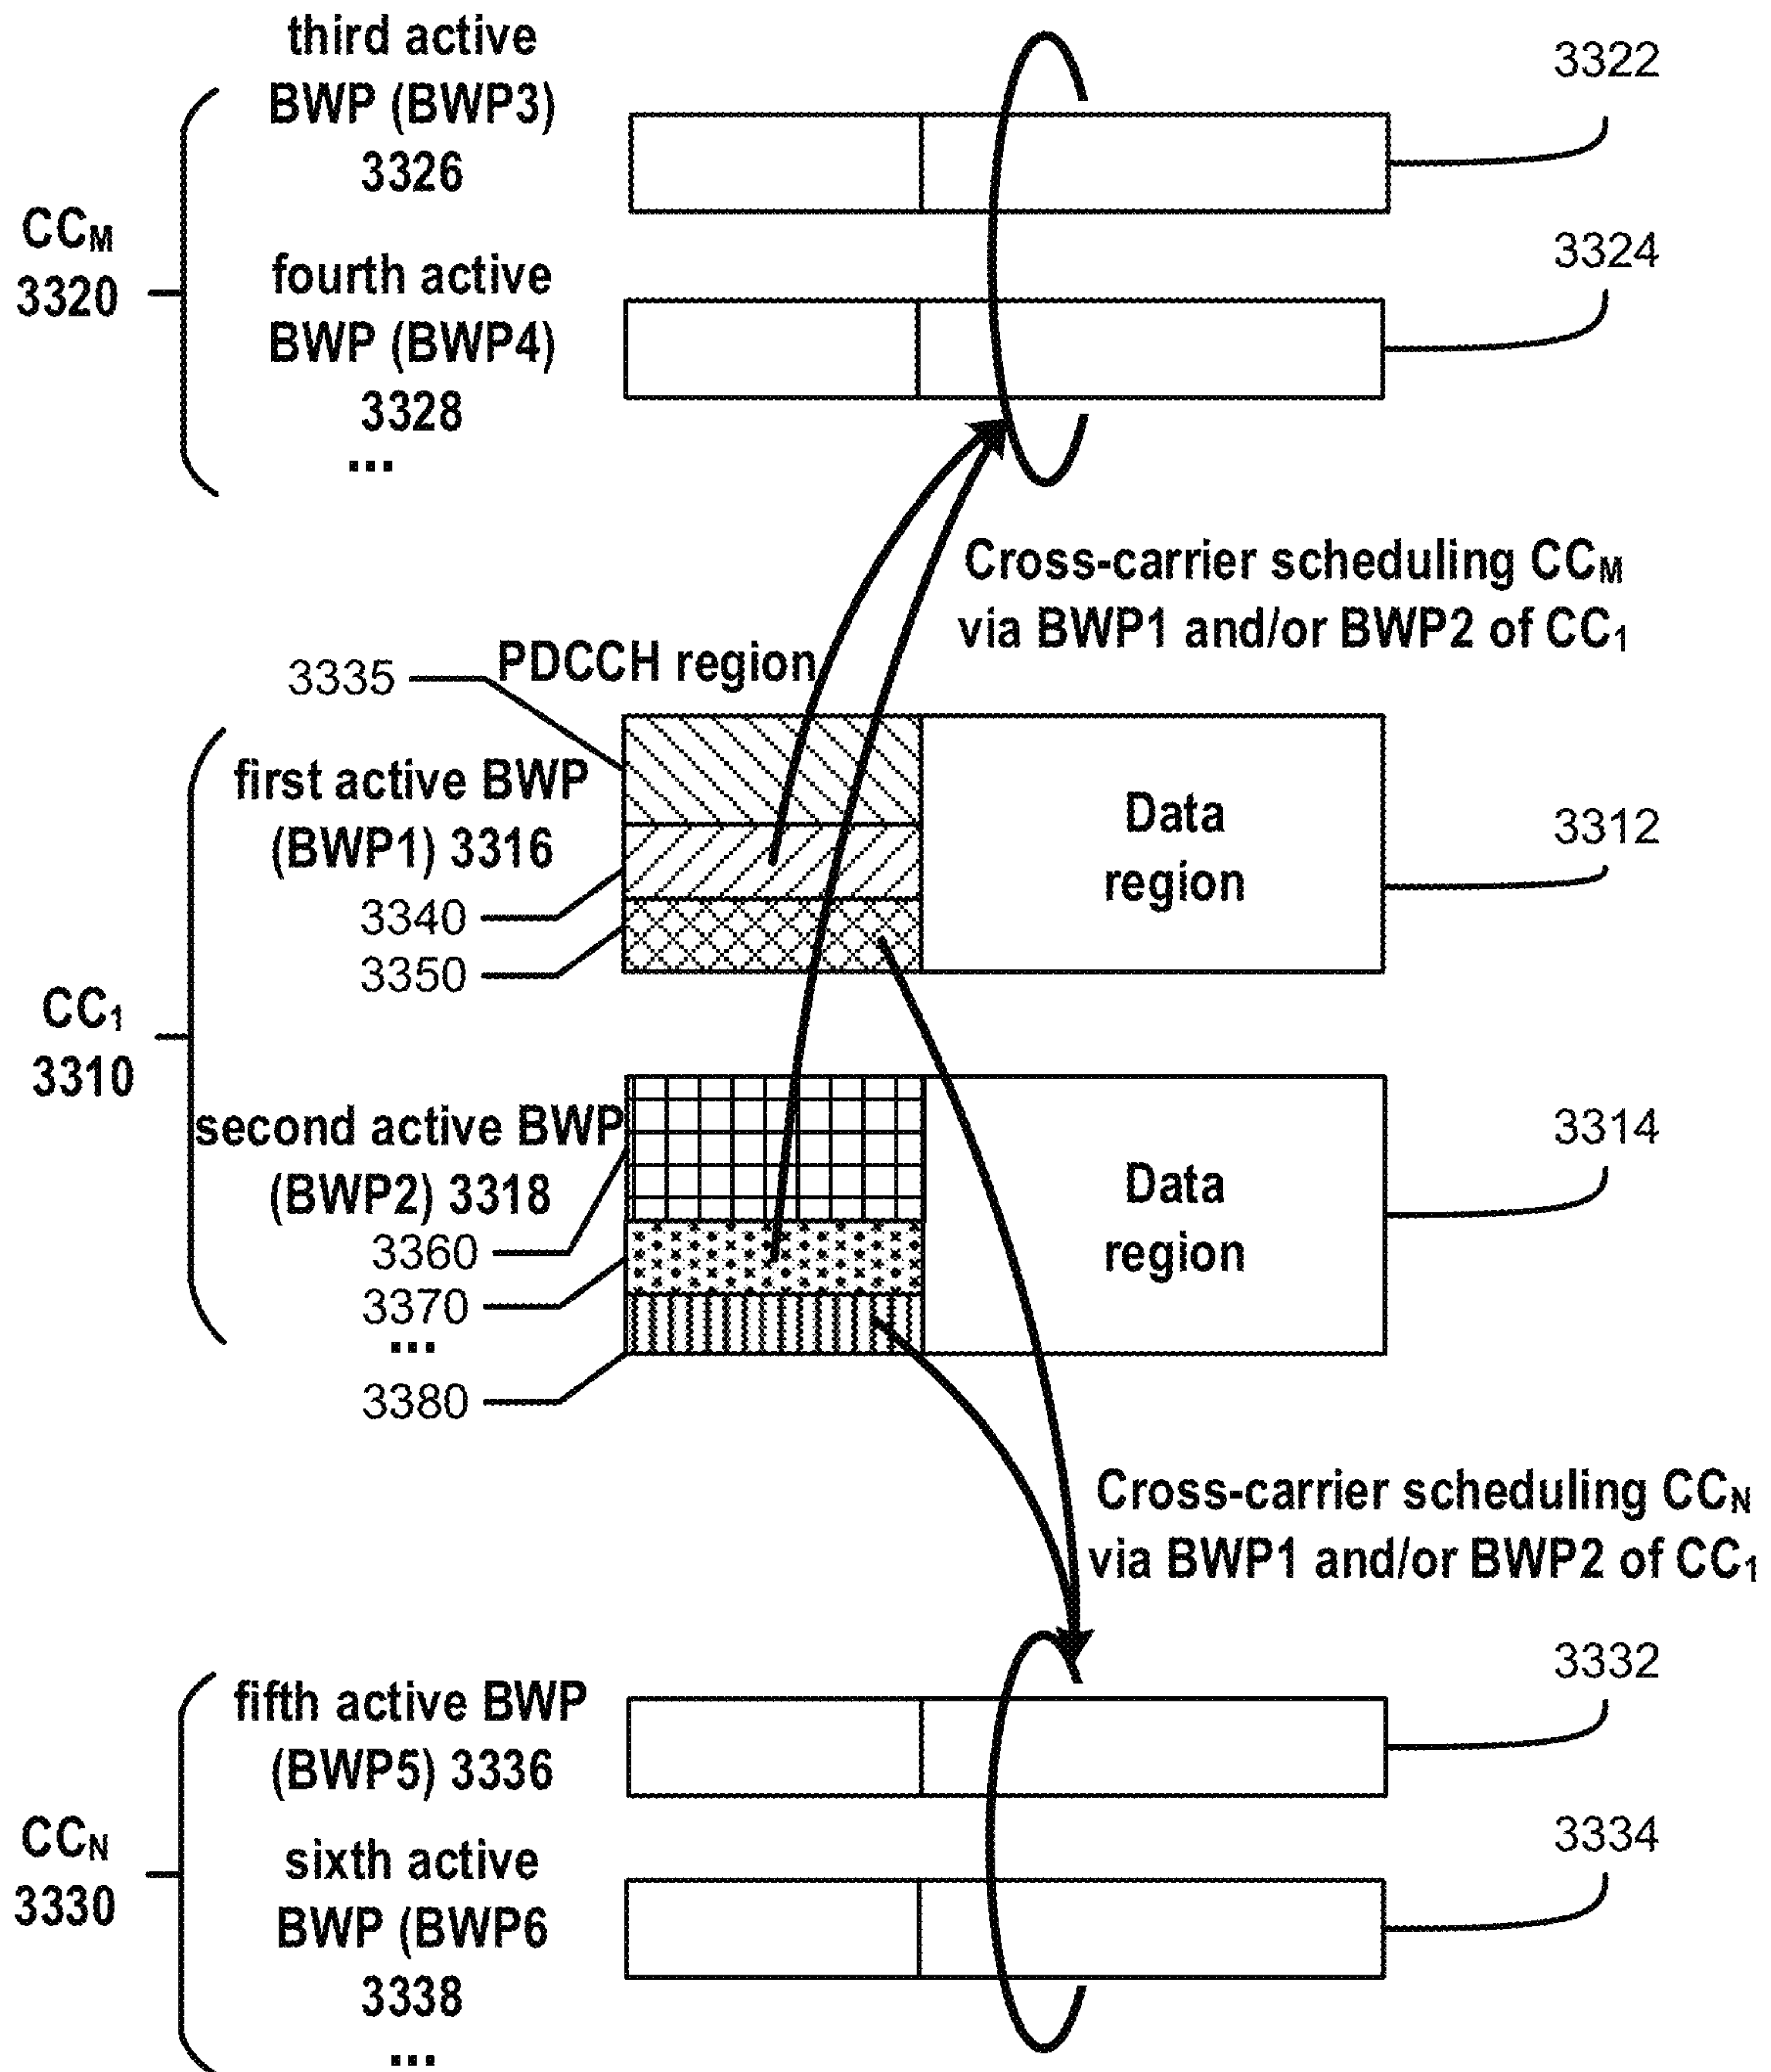 third active
BWP (BWP3)
3326
3322
CCM
3320
fourth active
BWP (BWP4)
3328
...
3324
Cross-carrier scheduling CCM
via BWP1 and/or BWP2 of CC1
3335
PDCCH region
first active BWP
(BWP1) 3316
3340
3350
Data
region
3312
CC1
3310
second active BWP
(BWP2) 3318
3360
3370
...
3380
Data
region
3314
Cross-carrier scheduling CCN
via BWP1 and/or BWP2 of CC1
fifth active BWP
(BWP5) 3336
3332
CCN
3330
sixth active
BWP (BWP6
3338
...
3334